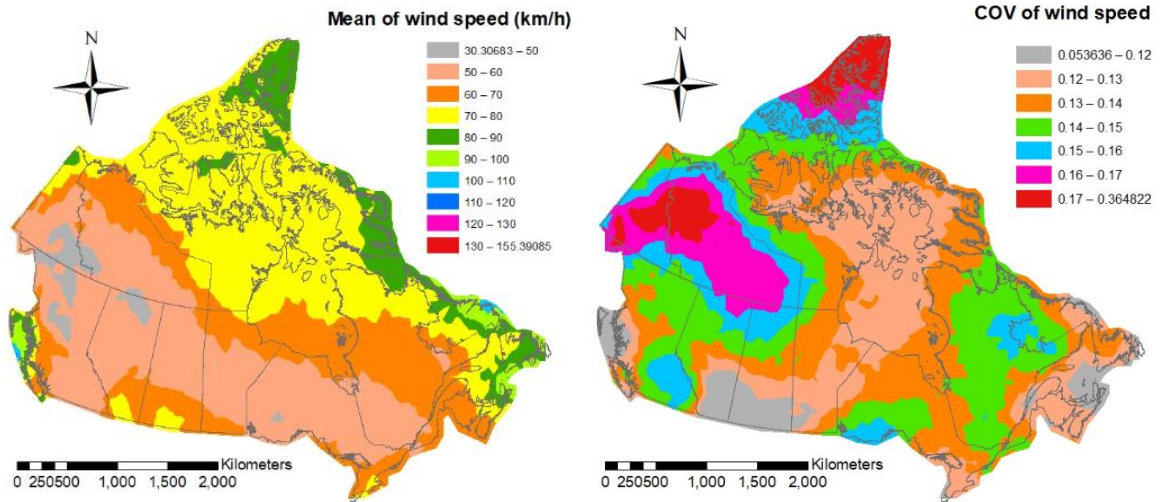 Mean of wind speed (km/h)
N
30.30683 – 50
50 – 60
60 – 70
70 – 80
80 – 90
90 – 100
100 – 110
110 – 120
120 – 130
130 – 155.39085
Kilometers
0 250500 1,000 1,500 2,000
COV of wind speed
N
0.053636 - 0.12
0.12 – 0.13
0.13 – 0.14
0.14 – 0.15
0.15 – 0.16
0.16 – 0.17
0.17 – 0.364822
Kilometers
0 250500 1,000 1,500 2,000